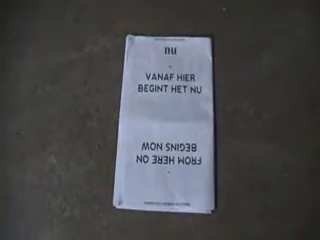 nu
VANAF HIER
BEGINT HET NU
FROM HERE ON
BEGINS NOW